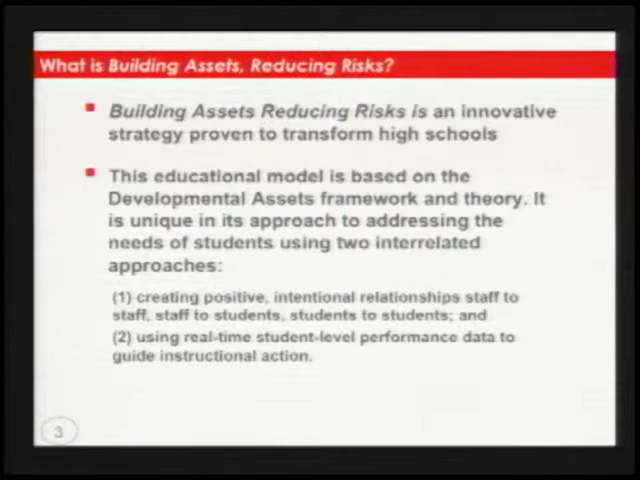 What is Building Assets, Reducing Risks?
Building Assets Reducing Risks is an innovative
strategy proven to transform high schools
This educational model is based on the
Developmental Assets framework and theory. It
is unique in its approach to addressing the
needs of students using two interrelated
approaches:
(1) creating positive, intentional relationships staff to
staff, staff to students, students to students; and
(2) using real-time student-level performance data to
guide instructional action.
3